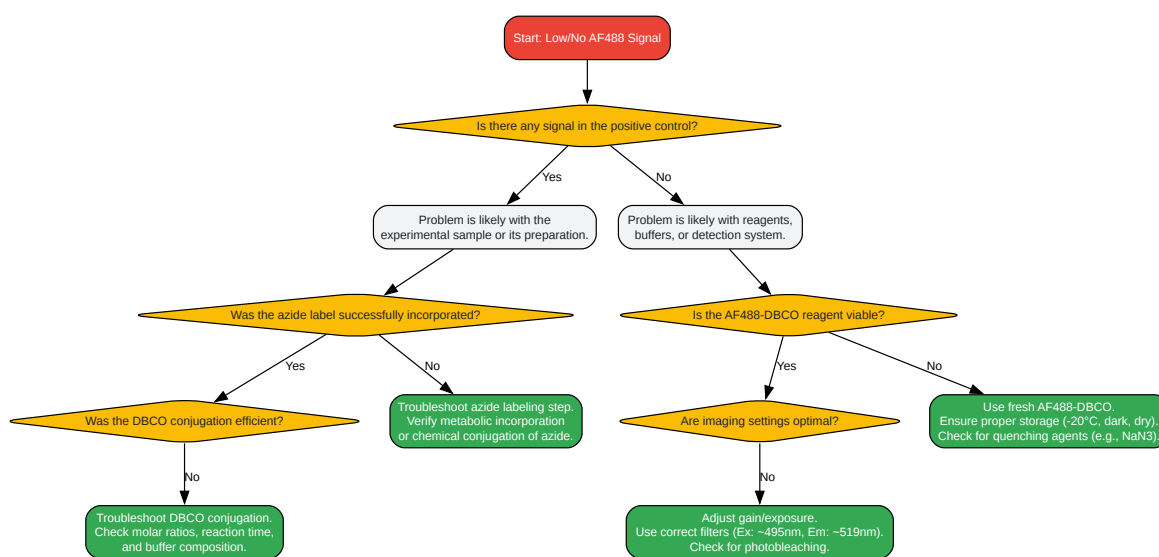 Start: Low/No AF488 Signal
Is there any signal in the positive control?
Yes
No
Problem is likely with the
experimental sample or its preparation.
Problem is likely with reagents,
buffers, or detection system.
Was the azide label successfully incorporated?
Is the AF488-DBCO reagent viable?
Yes
No
Yes
No
Was the DBCO conjugation efficient?
Troubleshoot azide labeling step.
Verify metabolic incorporation
or chemical conjugation of azide.
Are imaging settings optimal?
Use fresh AF488-DBCO.
Ensure proper storage (-20°C, dark, dry).
Check for quenching agents (e.g., NaN3).
No
No
Troubleshoot DBCO conjugation.
Check molar ratios, reaction time,
and buffer composition.
Adjust gain/exposure.
Use correct filters (Ex: ~495nm, Em: ~519nm).
Check for photobleaching.